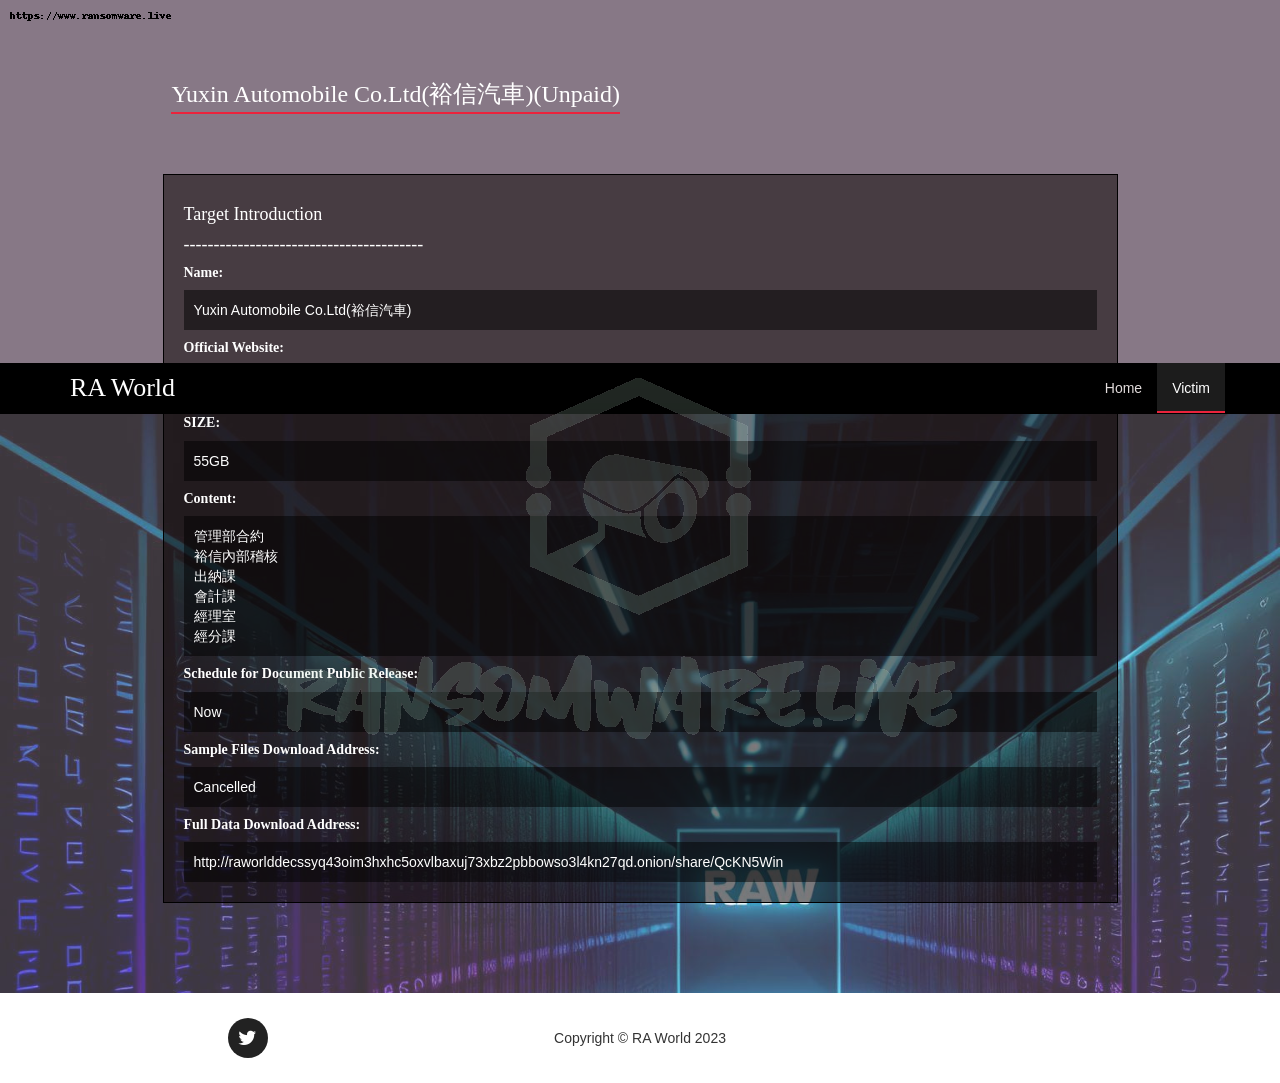 https://www.ransomware.live
Yuxin Automobile Co.Ltd(裕信汽車)(Unpaid)
Target Introduction
----------------------------------------
Name:
Yuxin Automobile Co.Ltd(裕信汽車)
Official Website:
RA World
Home
Victim
SIZE:
55GB
Content:
管理部合約
裕信內部稽核
出納課
會計課
經理室
經分課
Schedule for Document Public Release:
RANSOMWARE.LIVE
Now
Sample Files Download Address:
Cancelled
Full Data Download Address:
http://raworlddecssyq43oim3hxhc5oxvlbaxuj73xbz2pbbowso3l4kn27qd.onion/share/QcKN5Win
RAW
Copyright © RA World 2023